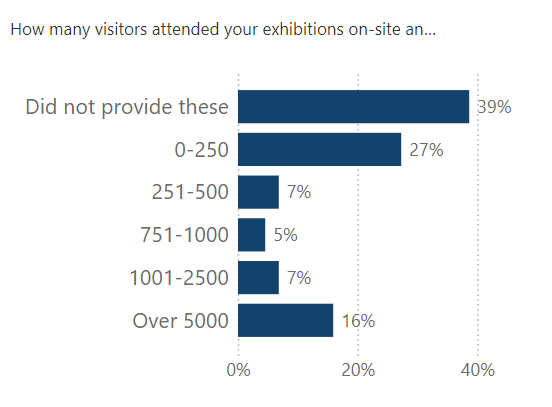 How many visitors attended your exhibitions on-site an...
Did not provide these 39%
0-250 27%
251-500 7%
751-1000 5%
1001-2500 7%
Over 5000 16%
0% 20% 40%